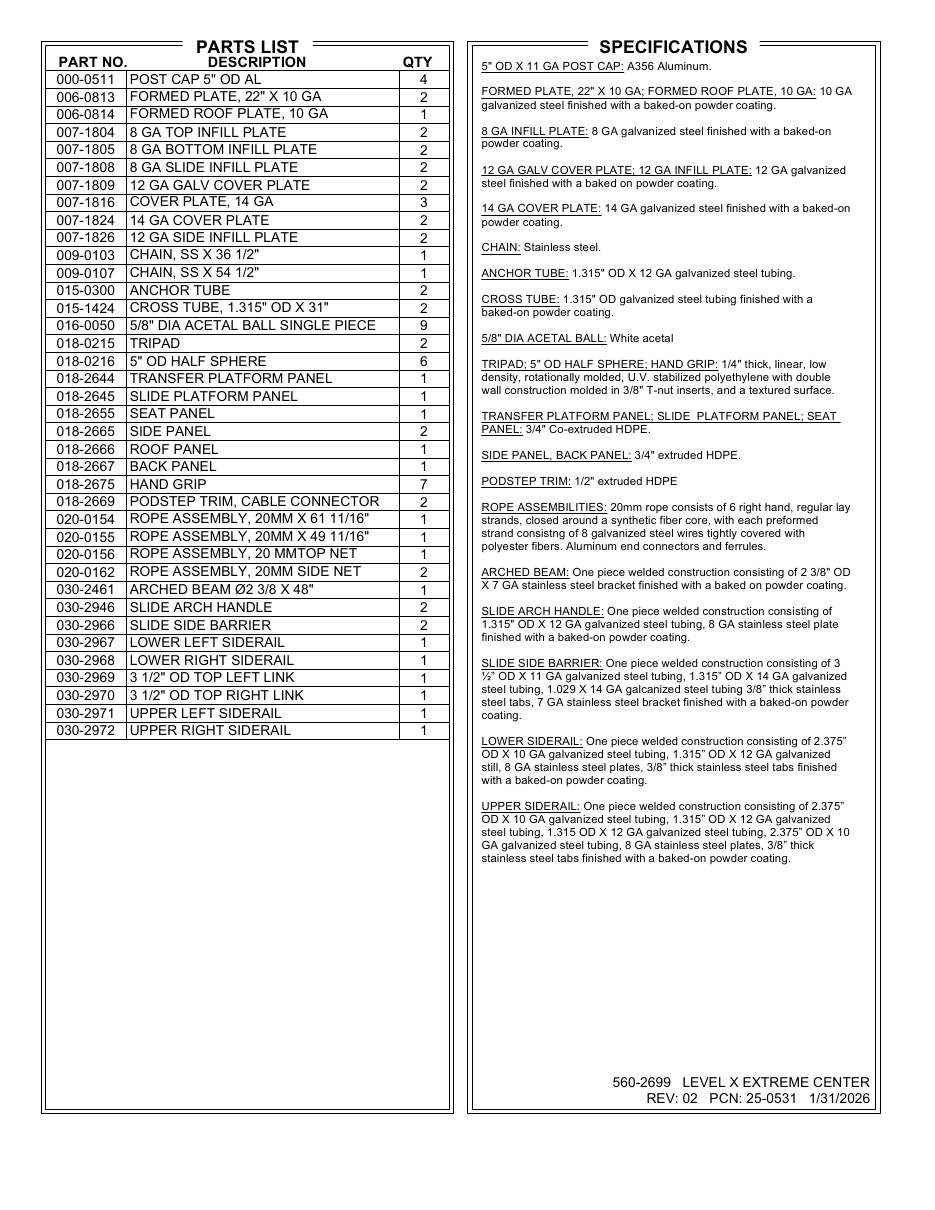 PARTS LIST
PART NO. DESCRIPTION QTY
000-0511 POST CAP 5" OD AL 4
006-0813 FORMED PLATE, 22" X 10 GA 2
006-0814 FORMED ROOF PLATE, 10 GA 1
007-1804 8 GA TOP INFILL PLATE 2
007-1805 8 GA BOTTOM INFILL PLATE 2
007-1808 8 GA SLIDE INFILL PLATE 2
007-1809 12 GA GALV COVER PLATE 2
007-1816 COVER PLATE, 14 GA 3
007-1824 14 GA COVER PLATE 2
007-1826 12 GA SIDE INFILL PLATE 2
009-0103 CHAIN, SS X 36 1/2" 1
009-0107 CHAIN, SS X 54 1/2" 1
015-0300 ANCHOR TUBE 2
015-1424 CROSS TUBE, 1.315" OD X 31" 2
016-0050 5/8" DIA ACETAL BALL SINGLE PIECE 9
018-0215 TRIPAD 2
018-0216 5" OD HALF SPHERE 6
018-2644 TRANSFER PLATFORM PANEL 1
018-2645 SLIDE PLATFORM PANEL 1
018-2655 SEAT PANEL 1
018-2665 SIDE PANEL 2
018-2666 ROOF PANEL 1
018-2667 BACK PANEL 1
018-2675 HAND GRIP 7
018-2669 PODSTEP TRIM, CABLE CONNECTOR 2
020-0154 ROPE ASSEMBLY, 20MM X 61 11/16" 1
020-0155 ROPE ASSEMBLY, 20MM X 49 11/16" 1
020-0156 ROPE ASSEMBLY, 20 MMTOP NET 1
020-0162 ROPE ASSEMBLY, 20MM SIDE NET 2
030-2461 ARCHED BEAM Ø2 3/8 X 48" 1
030-2946 SLIDE ARCH HANDLE 2
030-2966 SLIDE SIDE BARRIER 2
030-2967 LOWER LEFT SIDERAIL 1
030-2968 LOWER RIGHT SIDERAIL 1
030-2969 3 1/2" OD TOP LEFT LINK 1
030-2970 3 1/2" OD TOP RIGHT LINK 1
030-2971 UPPER LEFT SIDERAIL 1
030-2972 UPPER RIGHT SIDERAIL 1
SPECIFICATIONS
5" OD X 11 GA POST CAP: A356 Aluminum.
FORMED PLATE, 22" X 10 GA; FORMED ROOF PLATE, 10 GA: 10 GA
galvanized steel finished with a baked-on powder coating.
8 GA INFILL PLATE: 8 GA galvanized steel finished with a baked-on
powder coating.
12 GA GALV COVER PLATE; 12 GA INFILL PLATE: 12 GA galvanized
steel finished with a baked on powder coating.
14 GA COVER PLATE: 14 GA galvanized steel finished with a baked-on
powder coating.
CHAIN: Stainless steel.
ANCHOR TUBE: 1.315" OD X 12 GA galvanized steel tubing.
CROSS TUBE: 1.315" OD galvanized steel tubing finished with a
baked-on powder coating.
5/8" DIA ACETAL BALL: White acetal
TRIPAD; 5" OD HALF SPHERE; HAND GRIP: 1/4" thick, linear, low
density, rotationally molded, U.V. stabilized polyethylene with double
wall construction molded in 3/8" T-nut inserts, and a textured surface.
TRANSFER PLATFORM PANEL; SLIDE PLATFORM PANEL; SEAT
PANEL: 3/4" Co-extruded HDPE.
SIDE PANEL, BACK PANEL: 3/4" extruded HDPE.
PODSTEP TRIM: 1/2" extruded HDPE
ROPE ASSEMBILITIES: 20mm rope consists of 6 right hand, regular lay
strands, closed around a synthetic fiber core, with each preformed
strand consistng of 8 galvanized steel wires tightly covered with
polyester fibers. Aluminum end connectors and ferrules.
ARCHED BEAM: One piece welded construction consisting of 2 3/8" OD
X 7 GA stainless steel bracket finished with a baked on powder coating.
SLIDE ARCH HANDLE: One piece welded construction consisting of
1.315" OD X 12 GA galvanized steel tubing, 8 GA stainless steel plate
finished with a baked-on powder coating.
SLIDE SIDE BARRIER: One piece welded construction consisting of 3
½” OD X 11 GA galvanized steel tubing, 1.315” OD X 14 GA galvanized
steel tubing, 1.029 X 14 GA galcanized steel tubing 3/8” thick stainless
steel tabs, 7 GA stainless steel bracket finished with a baked-on powder
coating.
LOWER SIDERAIL: One piece welded construction consisting of 2.375”
OD X 10 GA galvanized steel tubing, 1.315” OD X 12 GA galvanized
still, 8 GA stainless steel plates, 3/8” thick stainless steel tabs finished
with a baked-on powder coating.
UPPER SIDERAIL: One piece welded construction consisting of 2.375”
OD X 10 GA galvanized steel tubing, 1.315” OD X 12 GA galvanized
steel tubing, 1.315 OD X 12 GA galvanized steel tubing, 2.375” OD X 10
GA galvanized steel tubing, 8 GA stainless steel plates, 3/8” thick
stainless steel tabs finished with a baked-on powder coating.
560-2699 LEVEL X EXTREME CENTER
REV: 02 PCN: 25-0531 1/31/2026